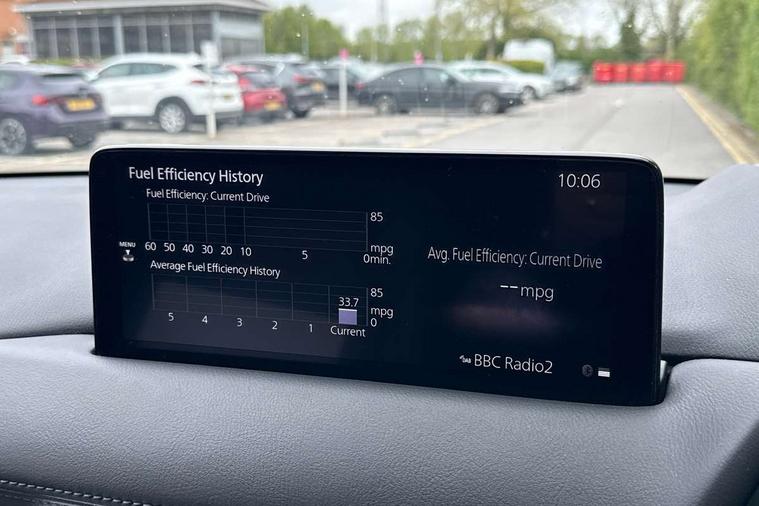 Fuel Efficiency History
10:06
Fuel Efficiency: Current Drive
85
mpg
60 50 40 30 20 10 5 0min.
MENU
Average Fuel Efficiency History
85
33.7
mpg
0
5 4 3 2 1 Current
Avg. Fuel Efficiency: Current Drive
--mpg
DAB BBC Radio2